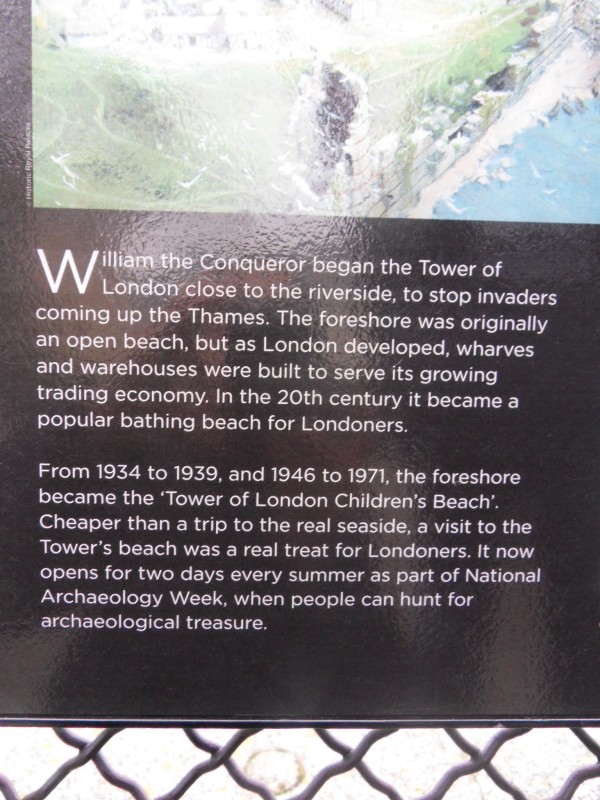 © Historic Royal Palaces
William the Conqueror began the Tower of
London close to the riverside, to stop invaders
coming up the Thames. The foreshore was originally
an open beach, but as London developed, wharves
and warehouses were built to serve its growing
trading economy. In the 20th century it became a
popular bathing beach for Londoners.
From 1934 to 1939, and 1946 to 1971, the foreshore
became the ‘Tower of London Children’s Beach’.
Cheaper than a trip to the real seaside, a visit to the
Tower’s beach was a real treat for Londoners. It now
opens for two days every summer as part of National
Archaeology Week, when people can hunt for
archaeological treasure.